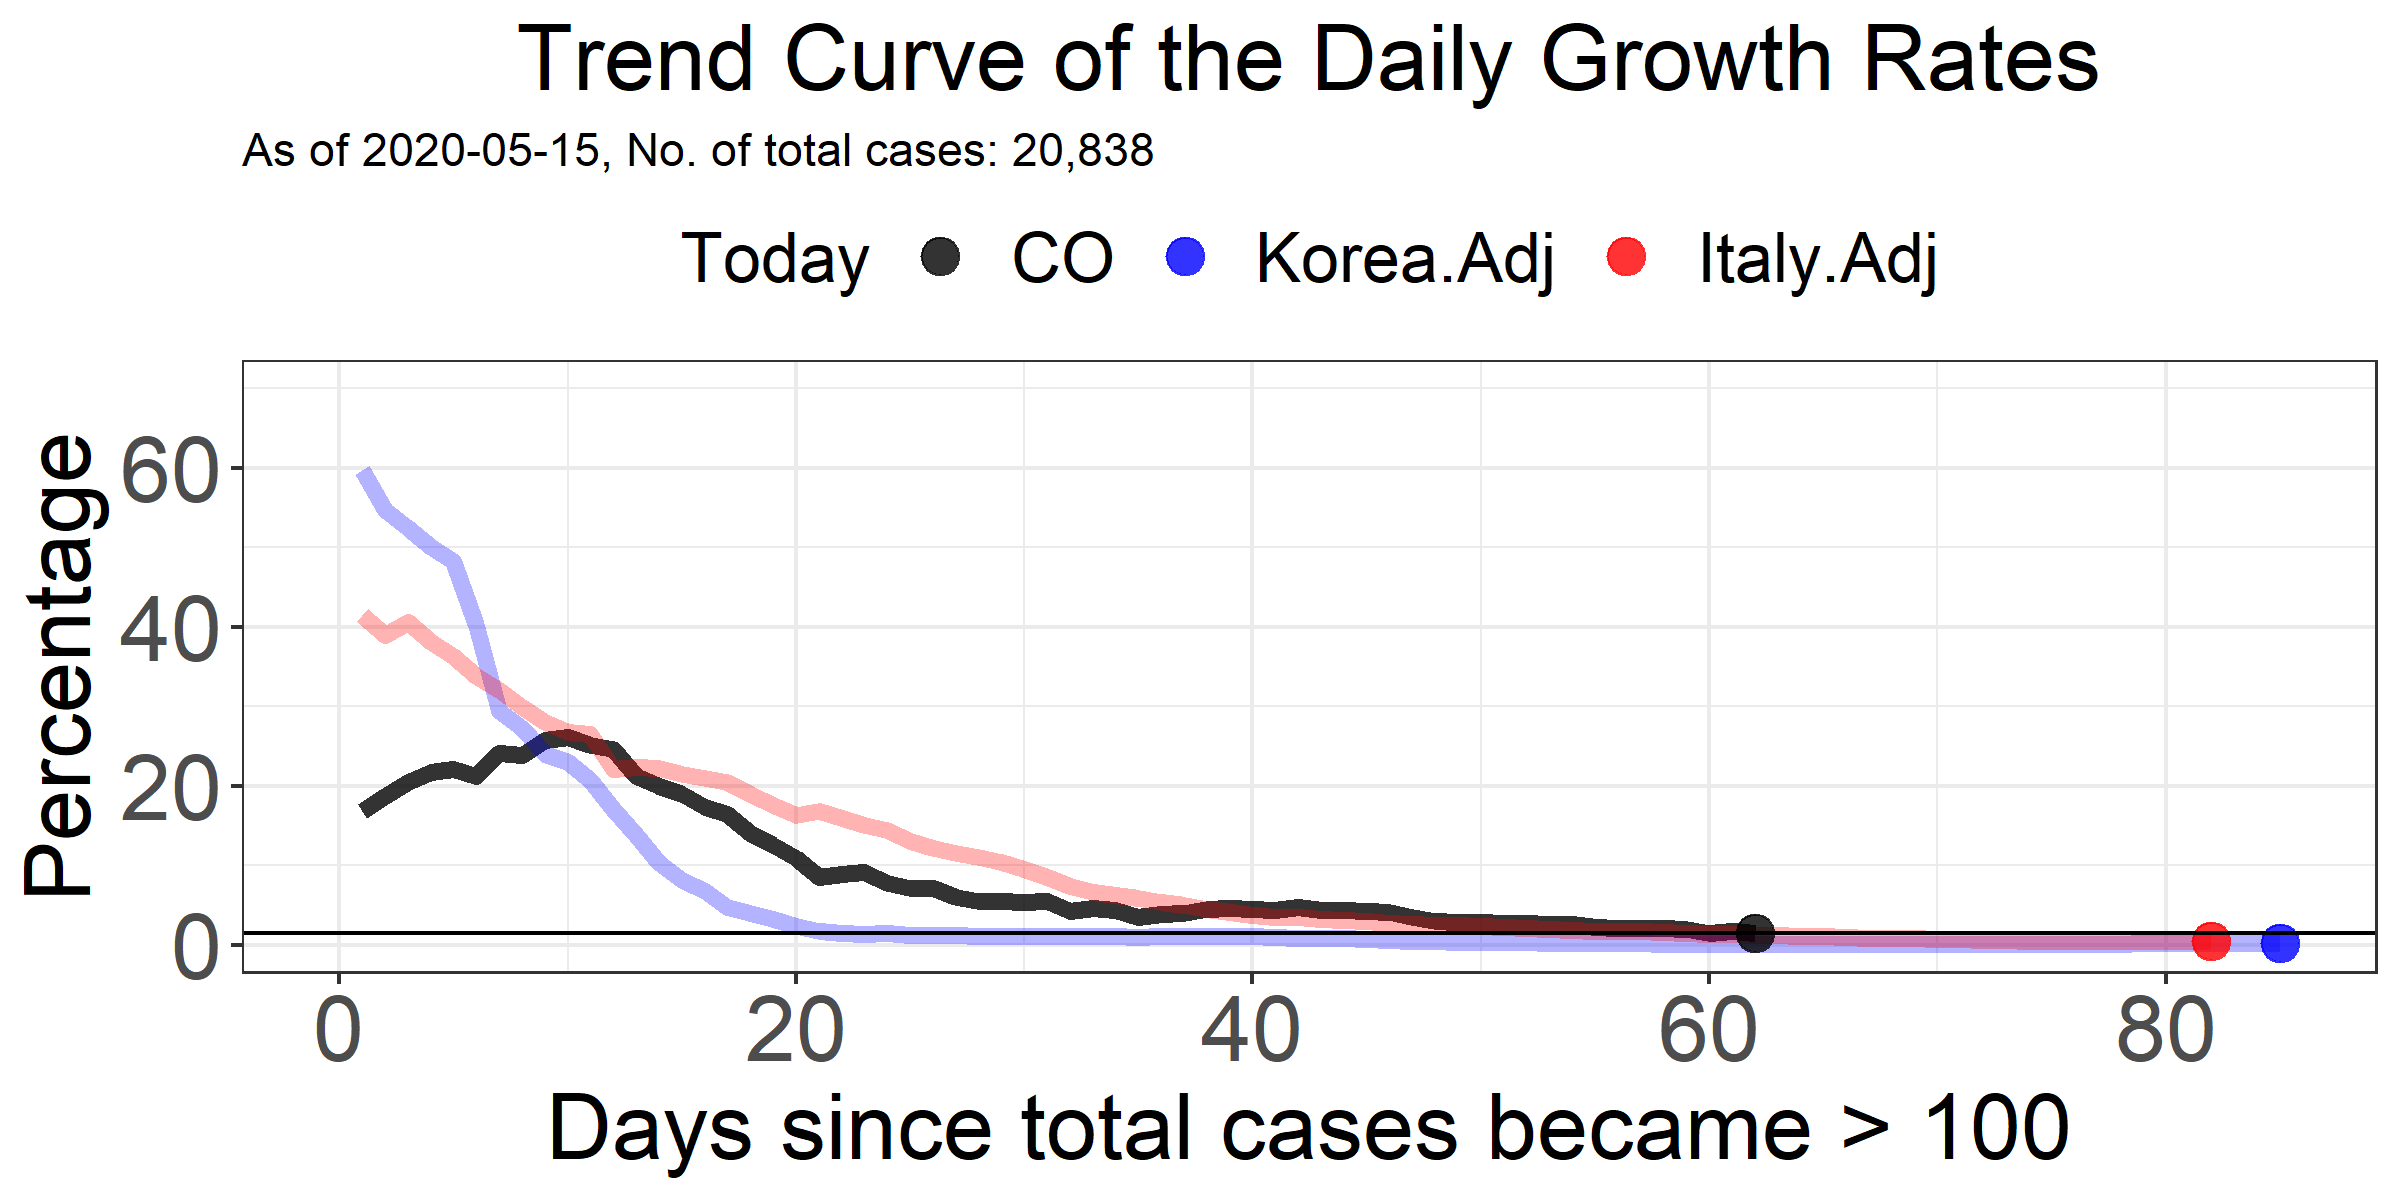 Trend Curve of the Daily Growth Rates
As of 2020-05-15, No. of total cases: 20,838
Today CO Korea.Adj Italy.Adj
Percentage
60
40
20
0
0 20 40 60 80
Days since total cases became > 100